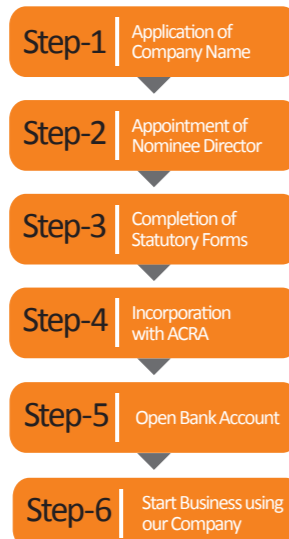 Step-1
Application of
Company Name
Step-2
Appointment of
Nominee Director
Step-3
Completion of
Statutory Forms
Step-4
Incorporation
with ACRA
Step-5
Open Bank Account
Step-6
Start Business using
our Company